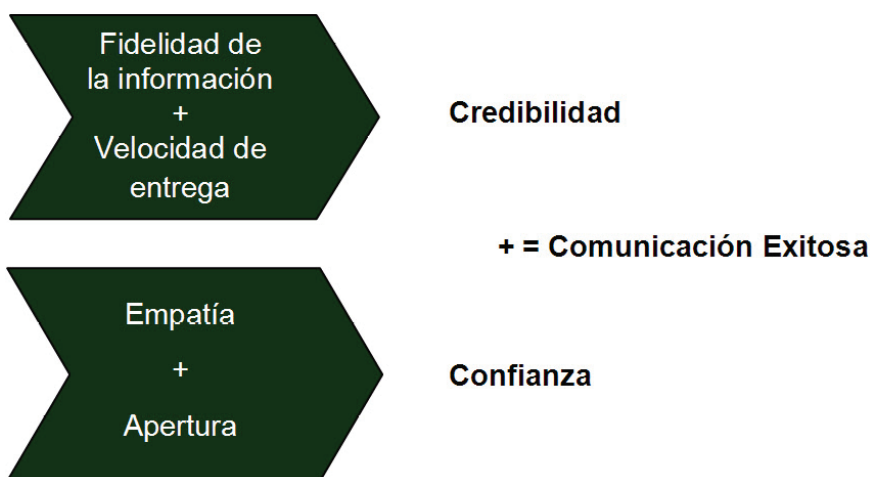 Fidelidad de
la información
+
Velocidad de
entrega
Credibilidad
+ = Comunicación Exitosa
Empatía
+
Apertura
Confianza